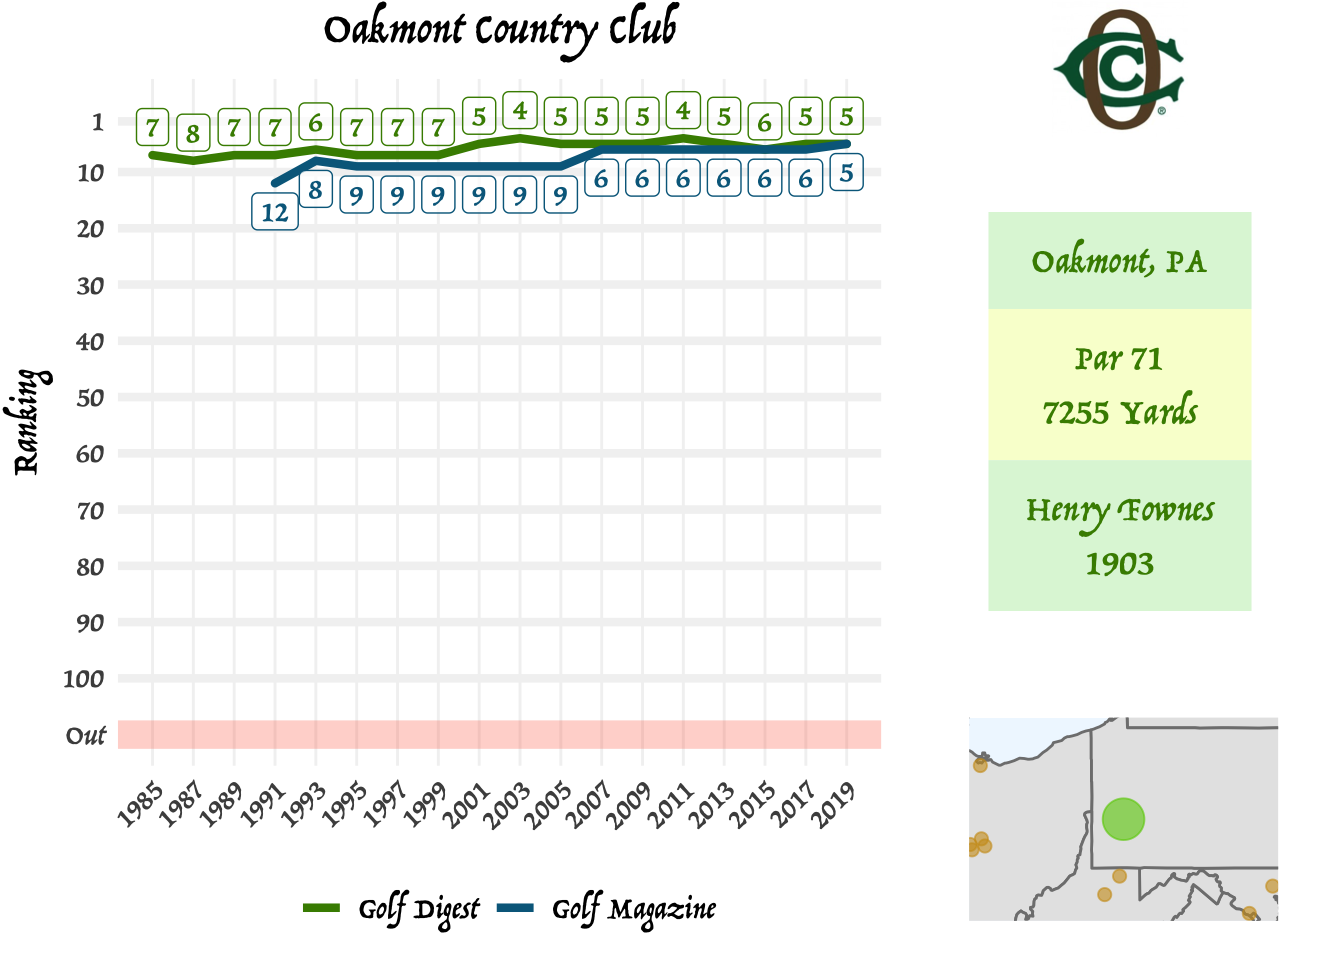 Oakmont Country Club
OCC
®
7 8 7 7 6 7 7 7 5 4 5 5 5 4 5 6 5 5
12 8 9 9 9 9 9 9 6 6 6 6 6 6 5
Ranking
1
10
20
30
40
50
60
70
80
90
100
Out
1985 1987 1989 1991 1993 1995 1997 1999 2001 2003 2005 2007 2009 2011 2013 2015 2017 2019
Golf Digest Golf Magazine
Oakmont, PA
Par 71
7255 Yards
Henry Fownes
1903